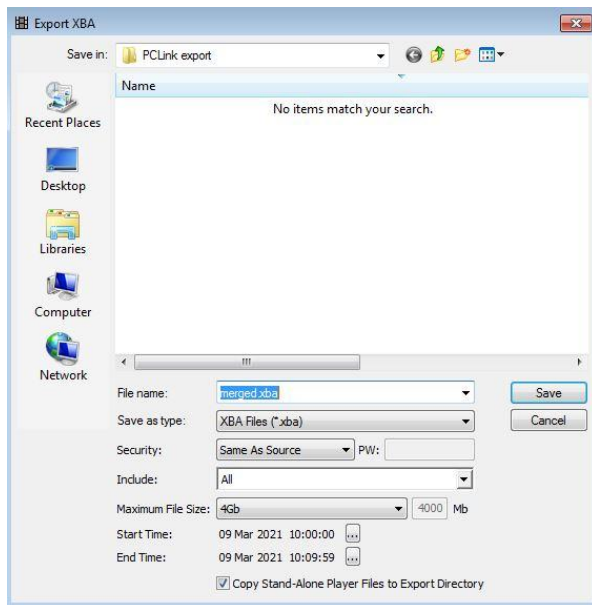 Export XBA
Save in: PCLink export
Name
No items match your search.
Recent Places
Desktop
Libraries
Computer
Network
File name: merged.xba Save
Save as type: XBA Files (*.xba) Cancel
Security: Same As Source PW:
Include: All
Maximum File Size: 4Gb 4000 Mb
Start Time: 09 Mar 2021 10:00:00 ...
End Time: 09 Mar 2021 10:09:59 ...
Copy Stand-Alone Player Files to Export Directory